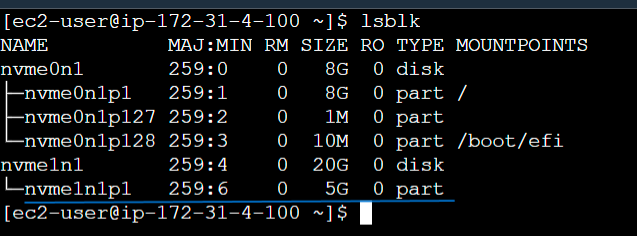 [ec2-user@ip-172-31-4-100 ~]$ lsblk
NAME          MAJ:MIN RM SIZE RO TYPE MOUNTPOINTS
nvme0n1       259:0    0   8G  0 disk
├─nvme0n1p1   259:1    0   8G  0 part /
├─nvme0n1p127 259:2    0   1M  0 part
└─nvme0n1p128 259:3    0  10M  0 part /boot/efi
nvme1n1       259:4    0  20G  0 disk
└─nvme1n1p1   259:6    0   5G  0 part
[ec2-user@ip-172-31-4-100 ~]$